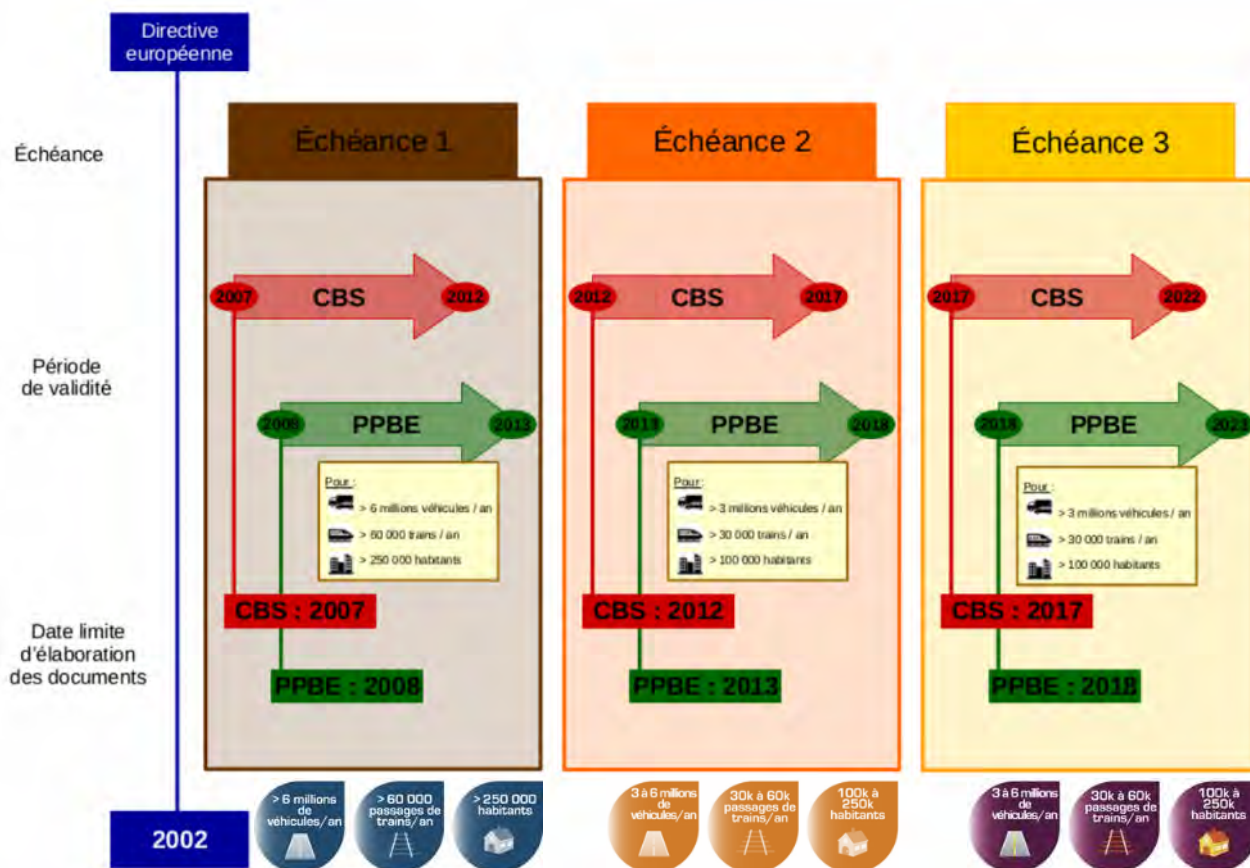 Directive
européenne
Échéance
Échéance 1
Échéance 2
Échéance 3
2007
CBS
2012
2012
CBS
2017
2017
CBS
2022
Période
de validité
2008
PPBE
2013
2013
PPBE
2018
2018
PPBE
2023
Pour :
> 6 millions véhicules / an
> 60 000 trains / an
> 250 000 habitants
Pour :
> 3 millions véhicules / an
> 30 000 trains / an
> 100 000 habitants
Pour :
> 3 millions véhicules / an
> 30 000 trains / an
> 100 000 habitants
Date limite
d'élaboration
des documents
CBS : 2007
CBS : 2012
CBS : 2017
PPBE : 2008
PPBE : 2013
PPBE : 2018
2002
> 6 millions
de
véhicules/an
> 60 000
passages de
trains/an
> 250 000
habitants
3 à 6 millions
de
véhicules/an
30k à 60k
passages de
trains/an
100k à
250k
habitants
3 à 6 millions
de
véhicules/an
30k à 60k
passages de
trains/an
100k à
250k
habitants